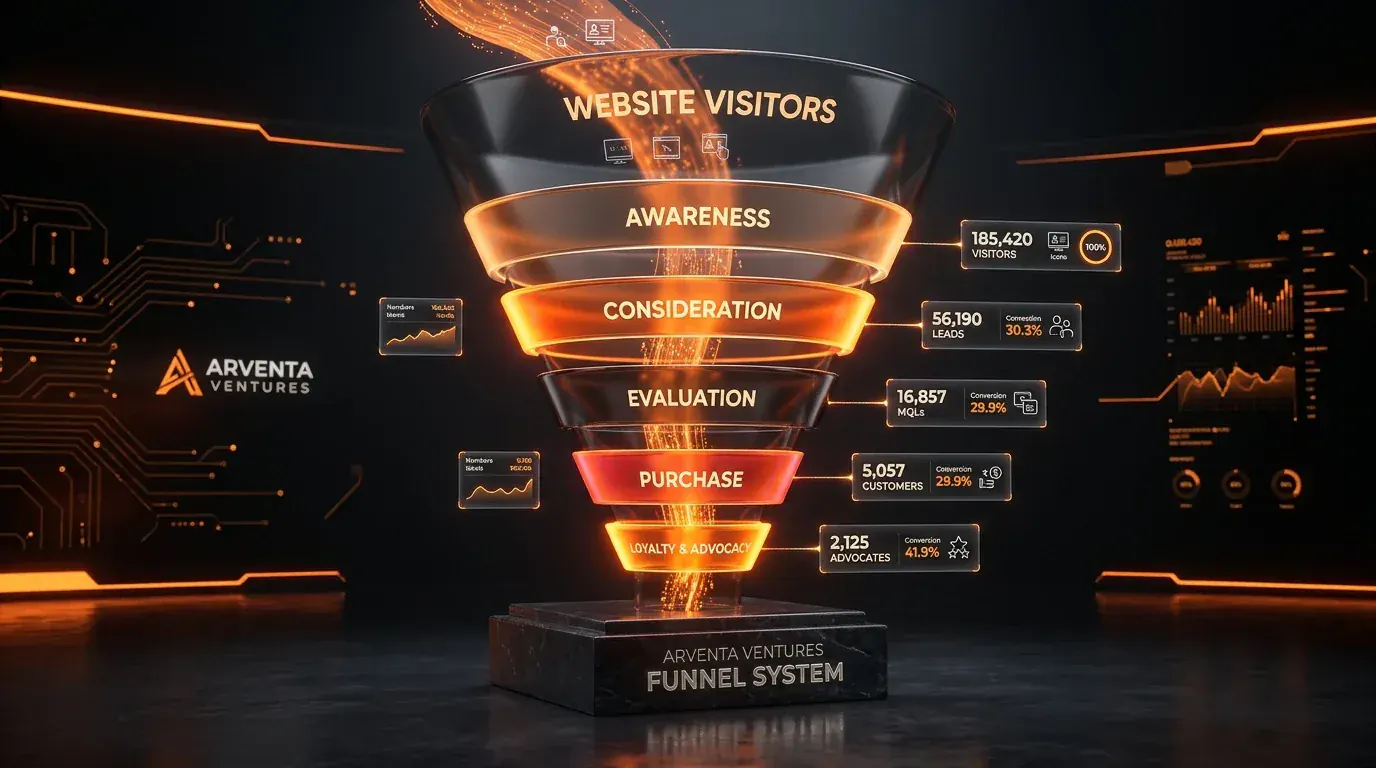 WEBSITE VISITORS
AWARENESS
185,420
VISITORS
Icons
100%
CONSIDERATION
56,190
LEADS
Conversion
30.3%
EVALUATION
16,857
MQLs
Conversion
29.9%
PURCHASE
5,057
CUSTOMERS
Conversion
29.9%
LOYALTY & ADVOCACY
2,125
ADVOCATES
Conversion
41.9%
ARVENTA
VENTURES
ARVENTA VENTURES
FUNNEL SYSTEM